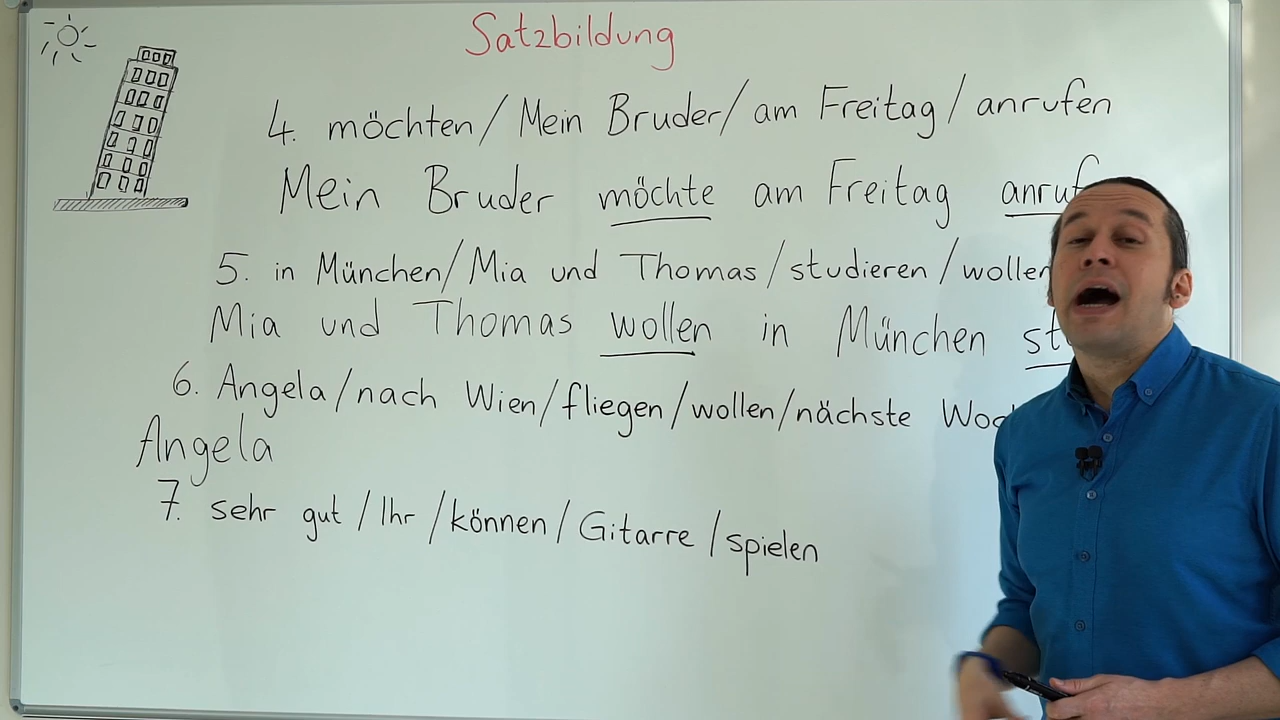 Satzbildung
4. möchten / Mein Bruder / am Freitag / anrufen
Mein Bruder möchte am Freitag
5. in München / Mia und Thomas / studieren /
Mia und Thomas wollen in München
6. Angela / nach Wien / fliegen / wollen / nächste
Angela
7. sehr gut / Ihr / können / Gitarre / spielen